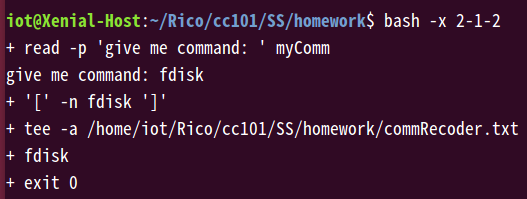 iot@Xenial-Host:~/Rico/cc101/SS/homework$ bash -x 2-1-2
+ read -p 'give me command: ' myComm
give me command: fdisk
+ '[' -n fdisk ']'
+ tee -a /home/iot/Rico/cc101/SS/homework/commRecoder.txt
+ fdisk
+ exit 0